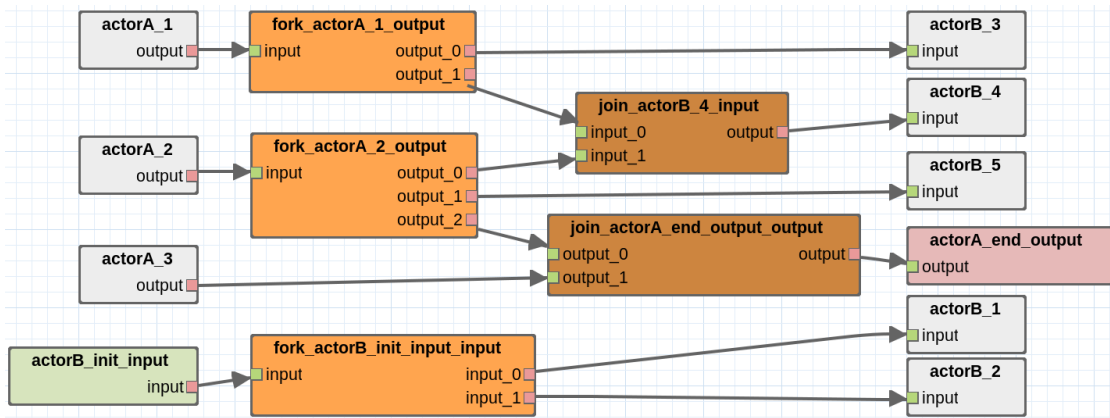 actorA_1
output
fork_actorA_1_output
input output_0
output_1
actorB_3
input
join_actorB_4_input
input_0 output
input_1
actorB_4
input
actorA_2
output
fork_actorA_2_output
input output_0
output_1
output_2
actorB_5
input
join_actorA_end_output_output
output_0 output
output_1
actorA_end_output
output
actorA_3
output
actorB_init_input
input
fork_actorB_init_input_input
input input_0
input_1
actorB_1
input
actorB_2
input